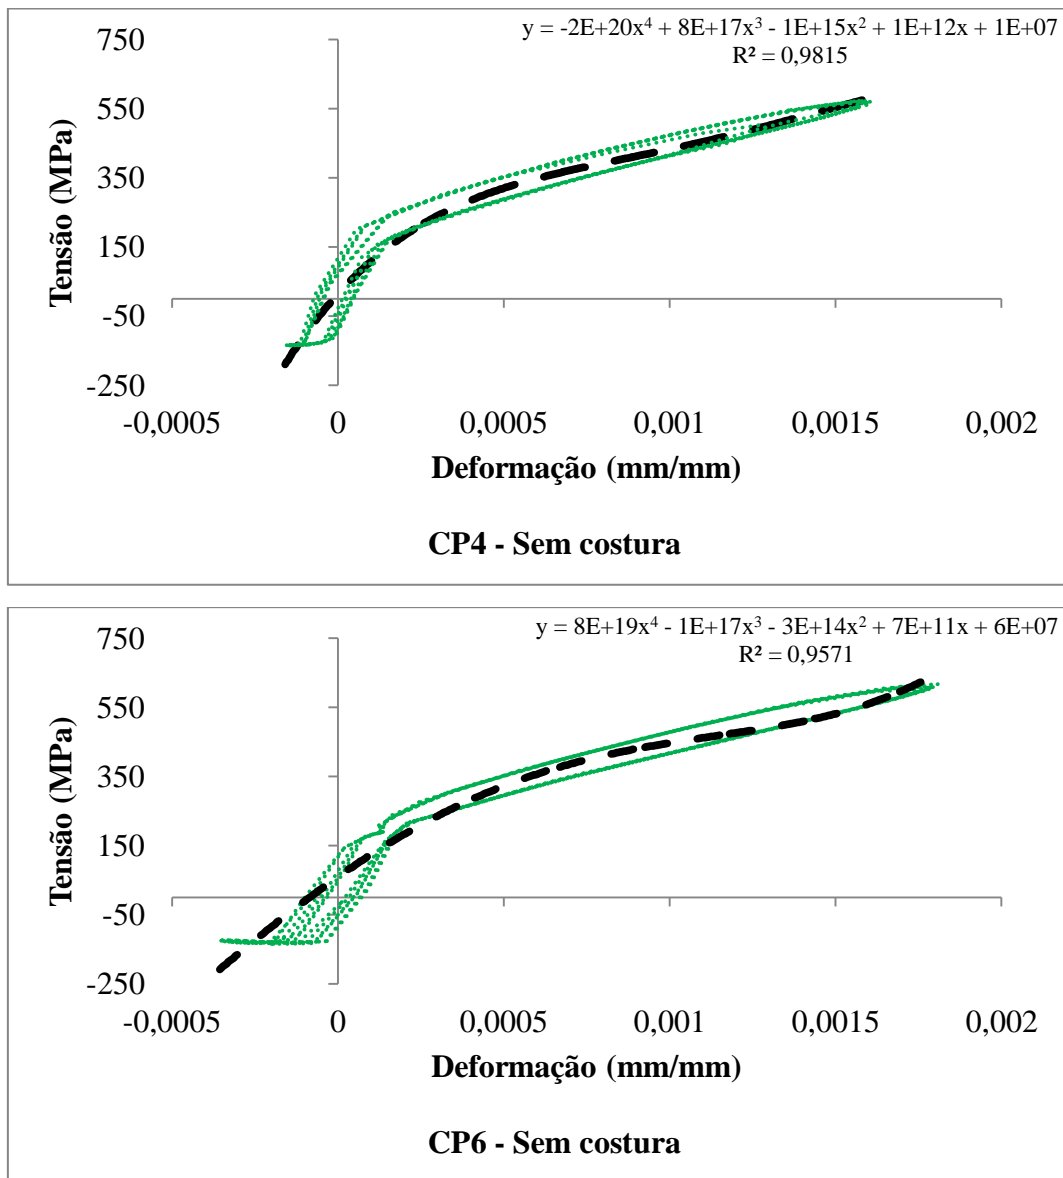 y = -2E+20x⁴ + 8E+17x³ - 1E+15x² + 1E+12x + 1E+07
R² = 0,9815
750
550
350
150
-50
-250
Tensão (MPa)
-0,0005 0 0,0005 0,001 0,0015 0,002
Deformação (mm/mm)
CP4 - Sem costura
y = 8E+19x⁴ - 1E+17x³ - 3E+14x² + 7E+11x + 6E+07
R² = 0,9571
750
550
350
150
-50
-250
Tensão (MPa)
-0,0005 0 0,0005 0,001 0,0015 0,002
Deformação (mm/mm)
CP6 - Sem costura